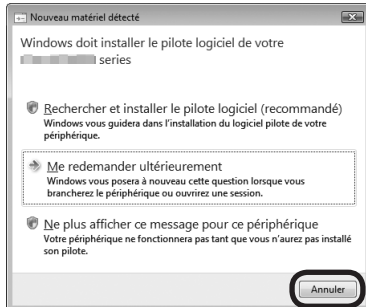 Nouveau matériel détecté
Windows doit installer le pilote logiciel de votre
series
Rechercher et installer le pilote logiciel (recommandé)
Windows vous guidera dans l'installation du logiciel pilote de votre
périphérique.
Me redemander ultérieurement
Windows vous posera à nouveau cette question lorsque vous
brancherez le périphérique ou ouvrirez une session.
Ne plus afficher ce message pour ce périphérique
Votre périphérique ne fonctionnera pas tant que vous n'aurez pas installé
son pilote.
Annuler